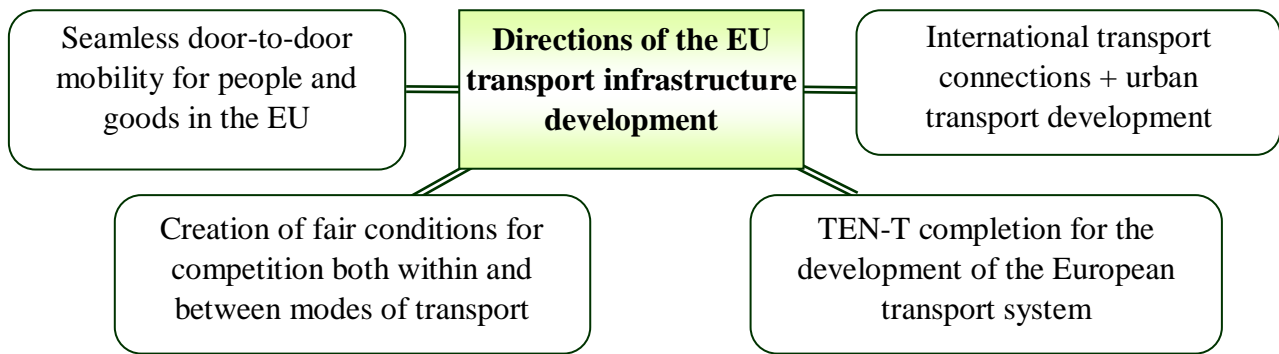 Seamless door-to-door
mobility for people and
goods in the EU
Directions of the EU
transport infrastructure
development
International transport
connections + urban
transport development
Creation of fair conditions for
competition both within and
between modes of transport
TEN-T completion for the
development of the European
transport system